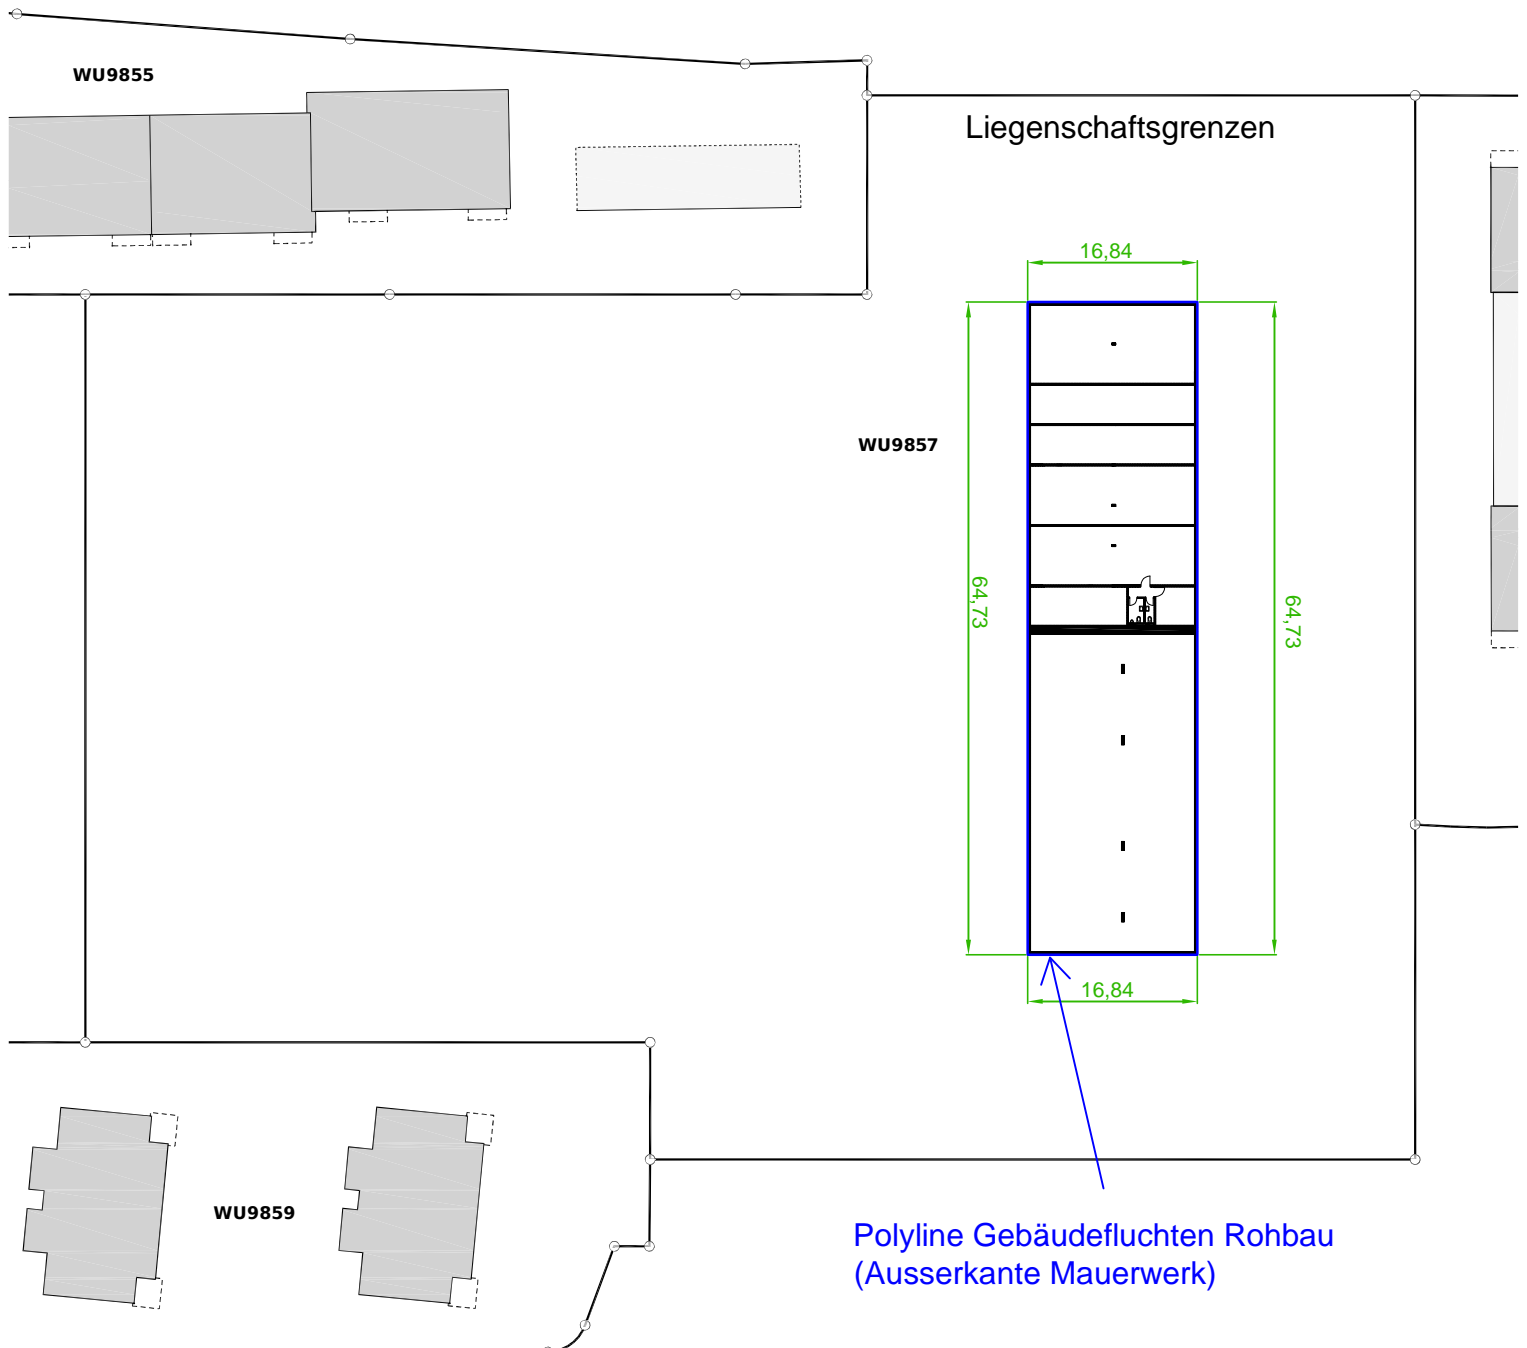 WU9855
Liegenschaftsgrenzen
16,84
WU9857
64,73
64,73
16,84
WU9859
Polyline Gebäudefluchten Rohbau
(Ausserkante Mauerwerk)